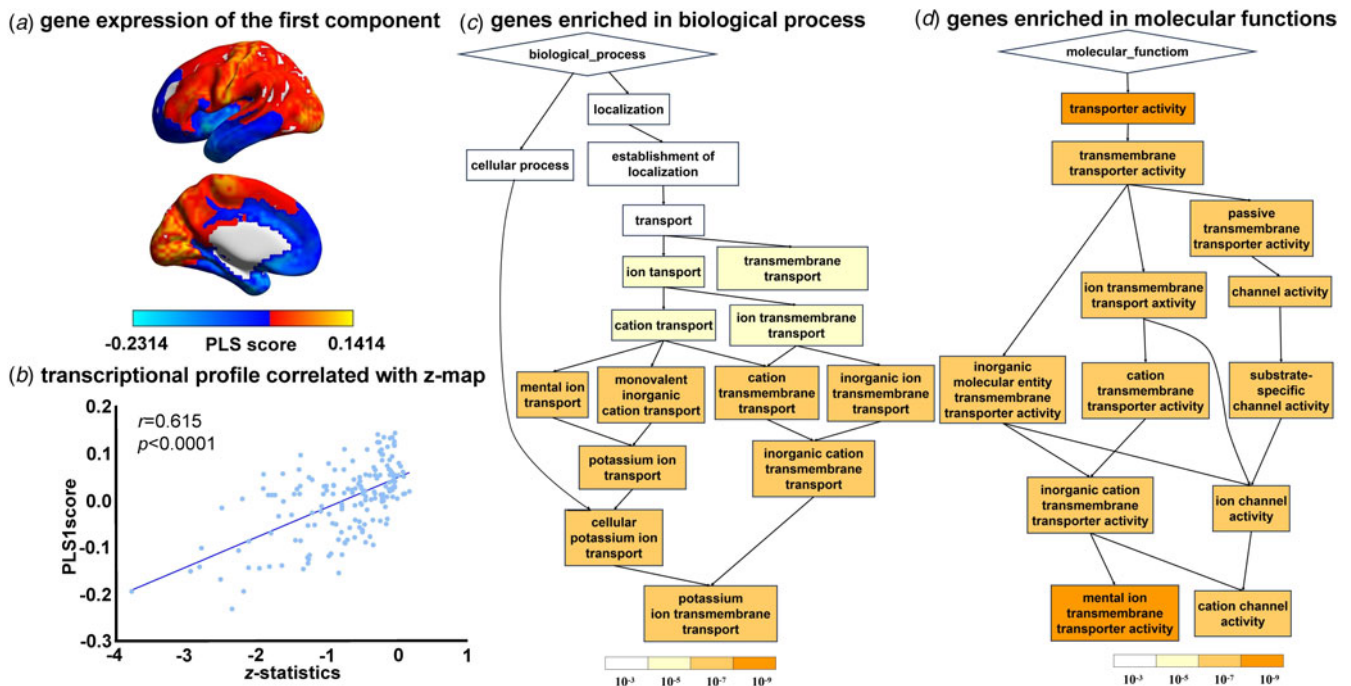 (a) gene expression of the first component
-0.2314 PLS score 0.1414
(b) transcriptional profile correlated with z-map
r=0.615
p<0.0001
PLS1score
0.2
0.1
0.0
-0.1
-0.2
-0.3
-4 -3 -2 -1 0 1
z-statistics
(c) genes enriched in biological process
biological_process
localization
cellular process
establishment of
localization
transport
ion tansport
transmembrane
transport
cation transport
ion transmembrane
transport
mental ion
transport
monovalent
inorganic
cation transport
cation
transmembrane
transport
inorganic ion
transmembrane
transport
potassium ion
transport
inorganic cation
transmembrane
transport
cellular
potassium ion
transport
potassium
ion transmembrane
transport
10-3 10-5 10-7 10-9
(d) genes enriched in molecular functions
molecular_functiom
transporter activity
transmembrane
transporter activity
passive
transmembrane
transporter activity
ion transmembrane
transport axtivity
channel activity
inorganic
molecular entity
transmembrane
transporter activity
cation
transmembrane
transporter activity
substrate-
specific
channel activity
inorganic cation
transmembrane
transporter activity
ion channel
activity
mental ion
transmembrane
transporter activity
cation channel
activity
10-3 10-5 10-7 10-9